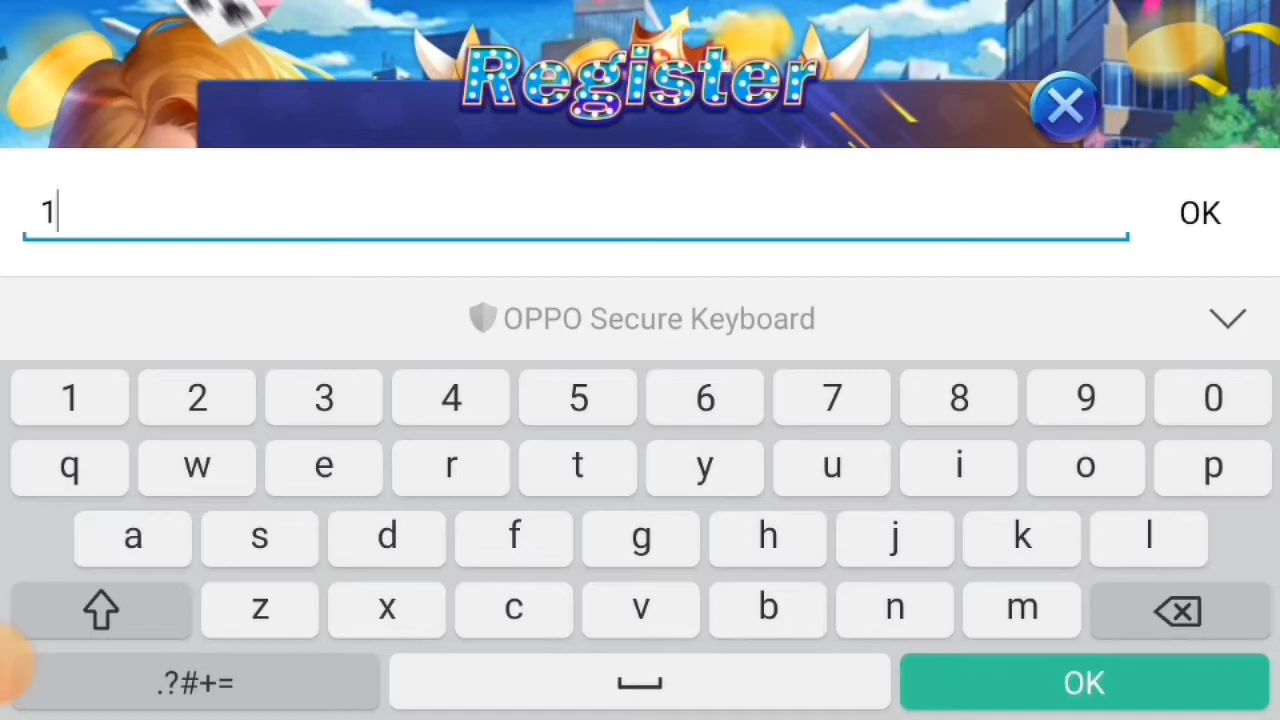 Register
1
OK
OPPO Secure Keyboard
1 2 3 4 5 6 7 8 9 0
q w e r t y u i o p
a s d f g h j k l
z x c v b n m
.?#+= OK